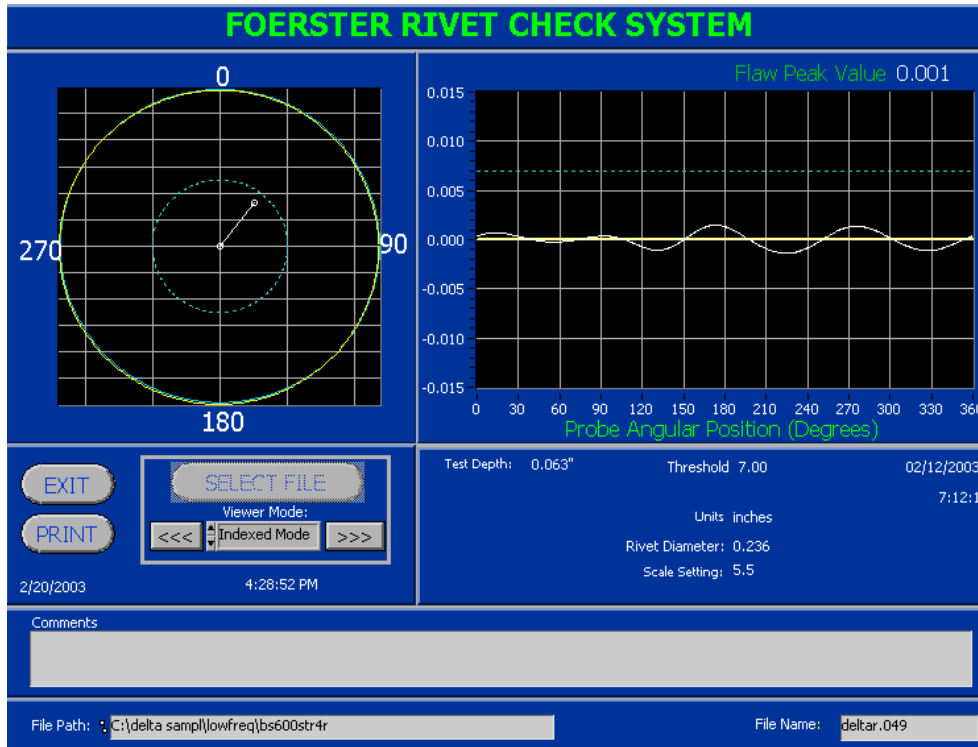 FOERSTER RIVET CHECK SYSTEM
0
270
90
180
Flaw Peak Value 0.001
0.015
0.010
0.005
0.000
-0.005
-0.010
-0.015
0 30 60 90 120 150 180 210 240 270 300 330 360
Probe Angular Position (Degrees)
EXIT
SELECT FILE
Viewer Mode:
PRINT
<<< Indexed Mode >>>
2/20/2003 4:28:52 PM
Test Depth: 0.063" Threshold 7.00 02/12/2003
7:12:1
Units inches
Rivet Diameter: 0.236
Scale Setting: 5.5
Comments
File Path: C:\delta sampl\lowfreq\bs600str4r File Name: deltar.049